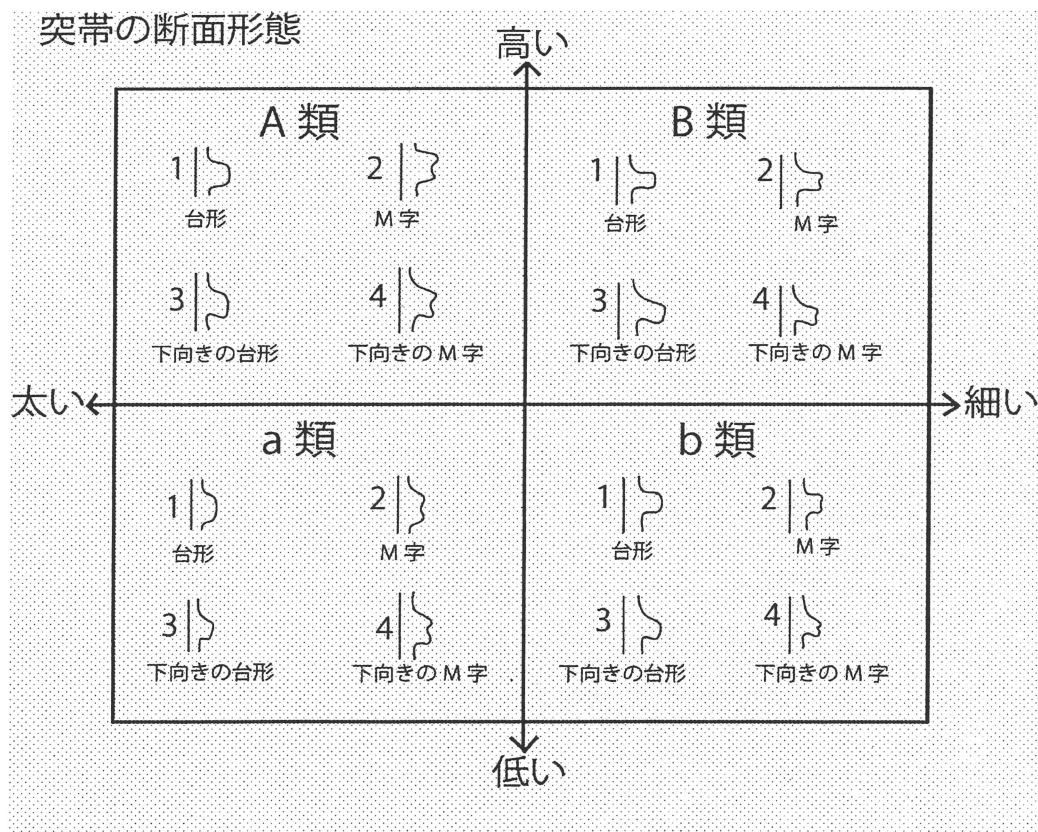 突帯の断面形態
高い
A 類
B 類
1
2
1
2
台形
M 字
台形
M 字
3
4
3
4
下向きの台形
下向きの M 字
下向きの台形
下向きの M 字
太い
細い
a 類
b 類
1
2
1
2
台形
M 字
台形
M 字
3
4
3
4
下向きの台形
下向きの M 字
下向きの台形
下向きの M 字
低い